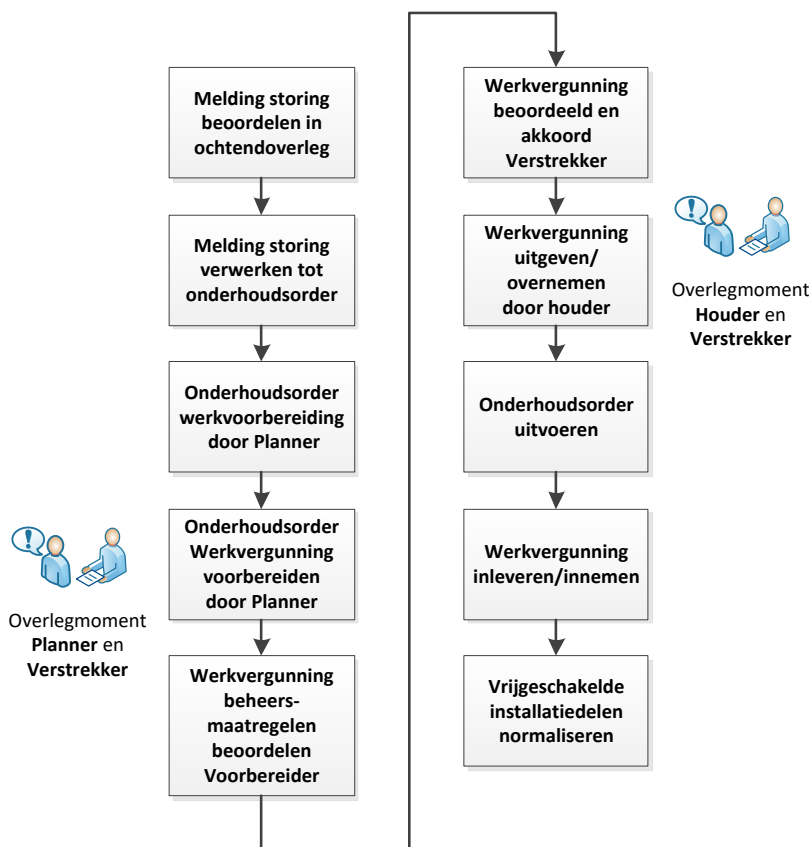 Melding storing
beoordelen in
ochtendoverleg
Melding storing
verwerken tot
onderhoudsorder
Onderhoudsorder
werkvoorbereiding
door Planner
Onderhoudsorder
Werkvergunning
voorbereiden
door Planner
Overlegmoment
Planner en
Verstrekker
Werkvergunning
beheers-
maatregelen
beoordelen
Voorbereider
Werkvergunning
beoordeeld en
akkoord
Verstrekker
Werkvergunning
uitgeven/
overnemen
door houder
Overlegmoment
Houder en
Verstrekker
Onderhoudsorder
uitvoeren
Werkvergunning
inleveren/innemen
Vrijgeschakelde
installatiedelen
normaliseren